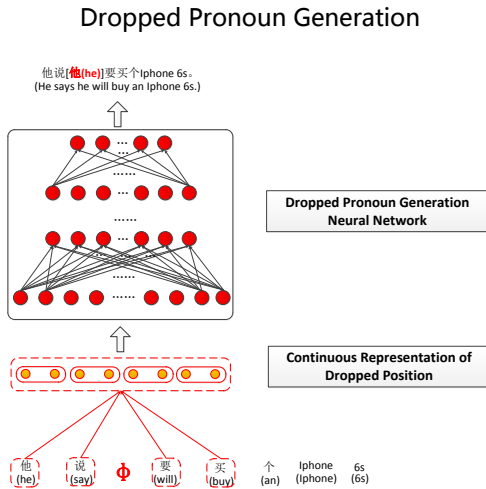 Dropped Pronoun Generation
他说[他(he)]要买个Iphone 6s。
(He says he will buy an Iphone 6s.)
...
...
......
...
......
...
......
......
Dropped Pronoun Generation
Neural Network
Continuous Representation of
Dropped Position
他 说 Φ 要 买 个 Iphone 6s
(he) (say) (will) (buy) (an) (Iphone) (6s)